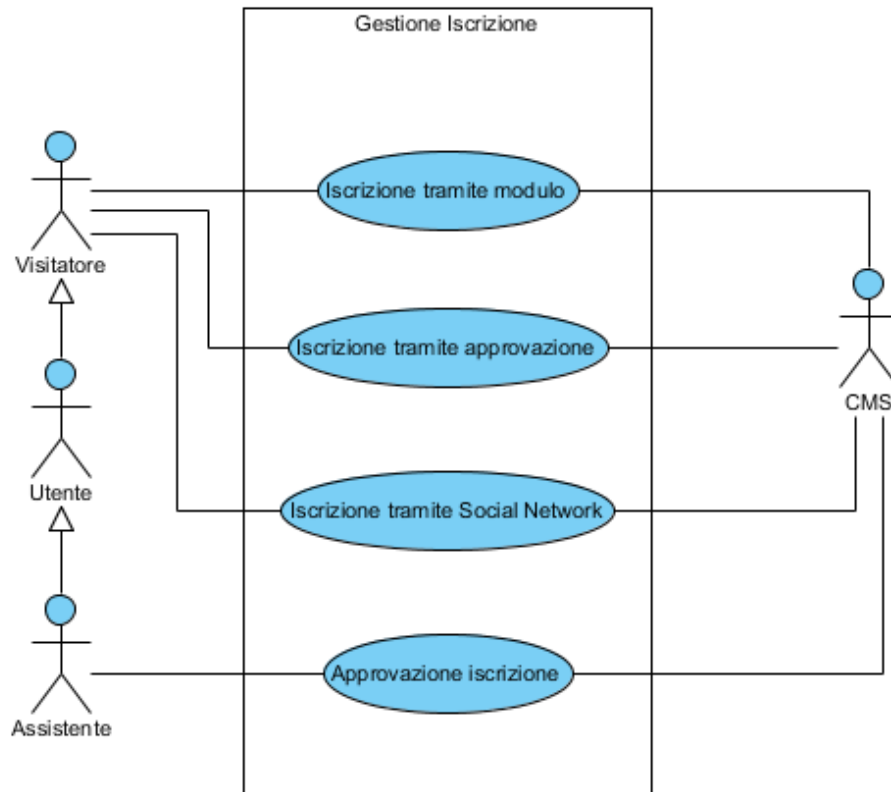 Gestione Iscrizione
Iscrizione tramite modulo
Visitatore
Iscrizione tramite approvazione
CMS
Utente
Iscrizione tramite Social Network
Approvazione iscrizione
Assistente